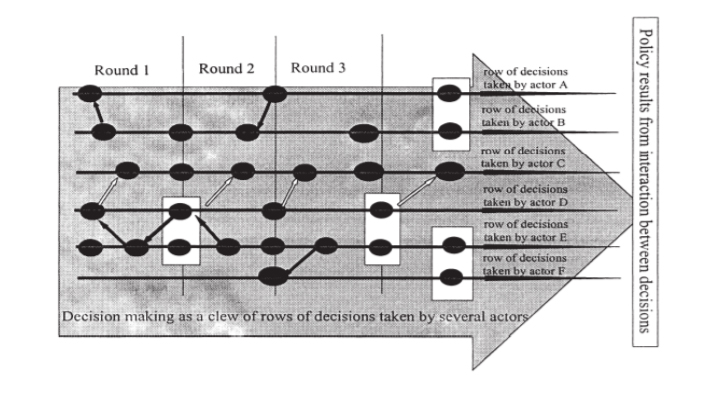 Round 1
Round 2
Round 3
row of decisions
taken by actor A
row of decisions
taken by actor B
row of decisions
taken by actor C
row of decisions
taken by actor D
row of decisions
taken by actor E
row of decisions
taken by actor F
Decision making as a clew of rows of decisions taken by several actors
Policy results from interaction between decisions